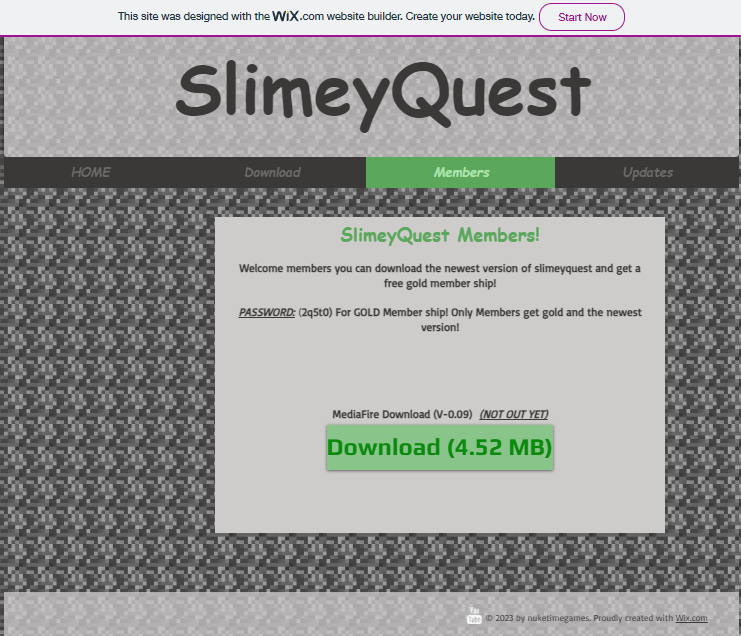 This site was designed with the WiX.com website builder. Create your website today. Start Now
SlimeyQuest
HOME Download Members Updates
SlimeyQuest Members!
Welcome members you can download the newest version of slimeyquest and get a
free gold member ship!
PASSWORD: (2q5t0) For GOLD Member ship! Only Members get gold and the newest
version!
MediaFire Download (V-0.09) (NOT OUT YET)
Download (4.52 MB)
You
Tube
© 2023 by nuketimegames. Proudly created with Wix.com